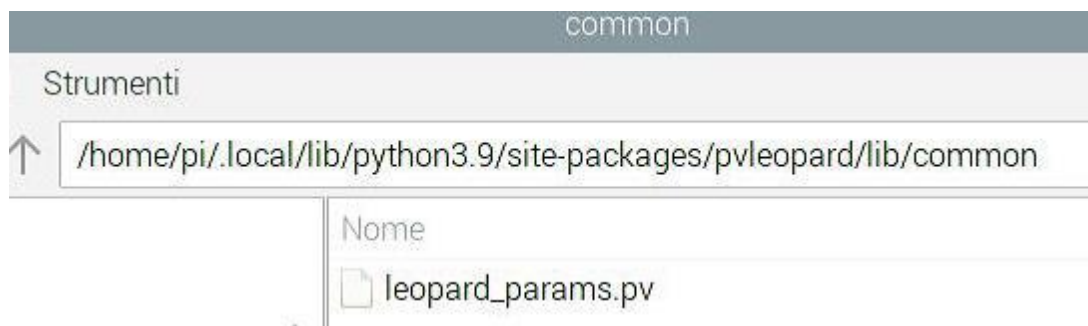 common
Strumenti
/home/pi/.local/lib/python3.9/site-packages/pvleopard/lib/common
Nome
leopard_params.pv